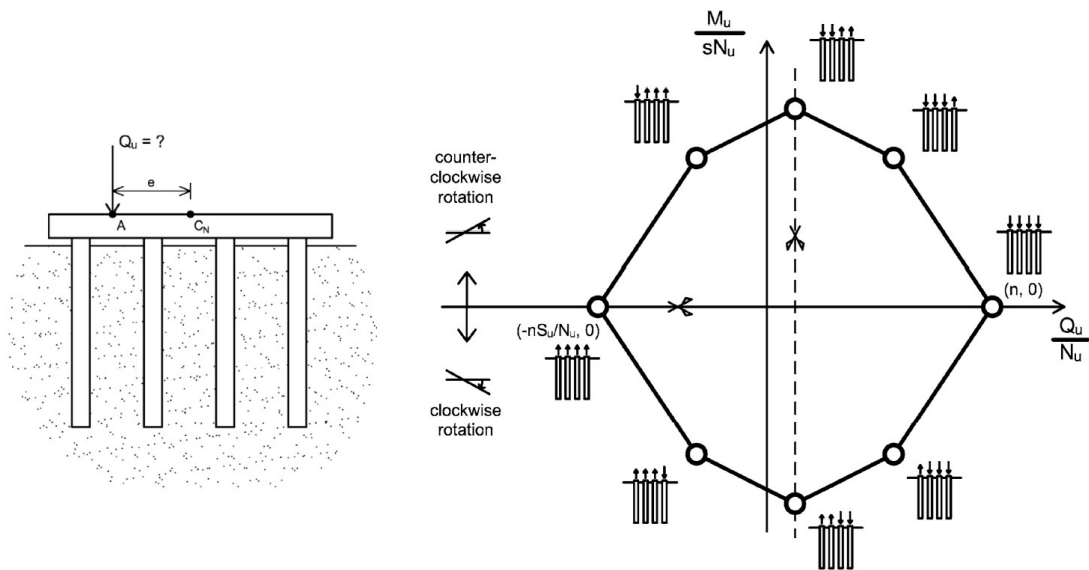 Qu = ?
e
A
CN
counter-
clockwise
rotation
clockwise
rotation
Mu
sNu
(n, 0)
(-nSu/Nu, 0)
Qu
Nu